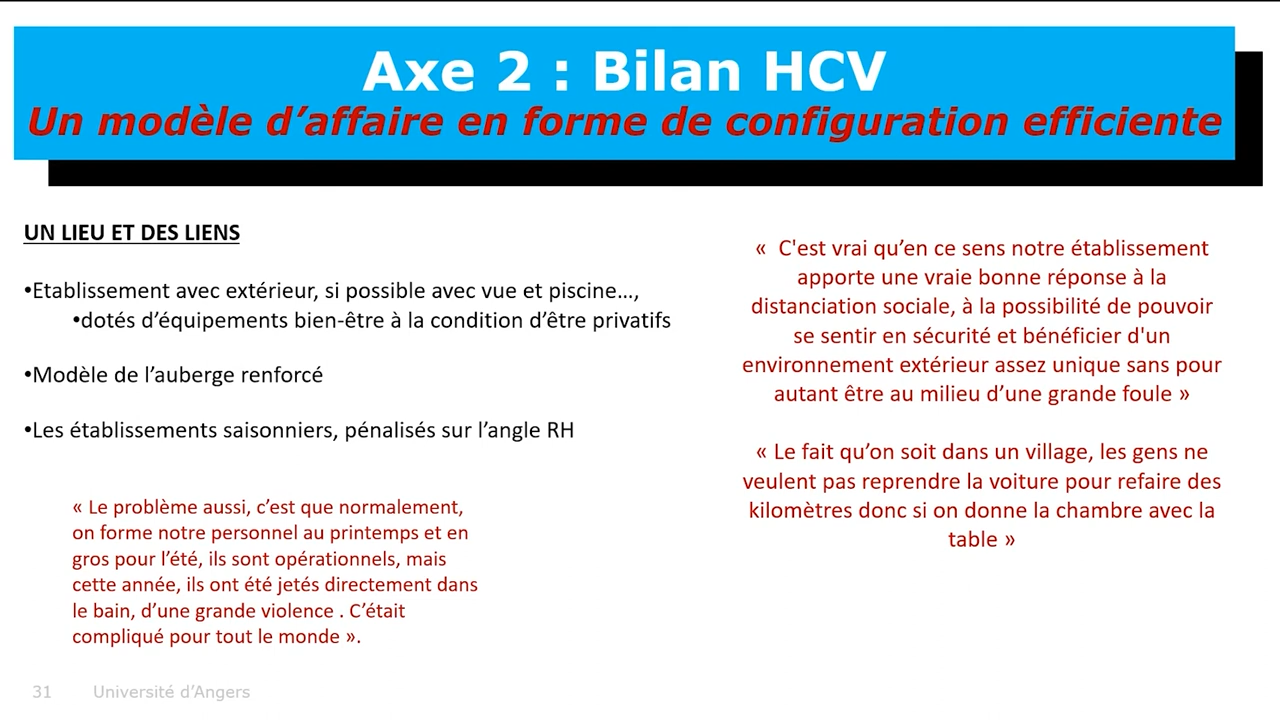 Axe 2 : Bilan HCV
Un modèle d’affaire en forme de configuration efficiente
UN LIEU ET DES LIENS
•Etablissement avec extérieur, si possible avec vue et piscine…,
•dotés d’équipements bien-être à la condition d’être privatifs
•Modèle de l’auberge renforcé
•Les établissements saisonniers, pénalisés sur l’angle RH
« Le problème aussi, c’est que normalement,
on forme notre personnel au printemps et en
gros pour l’été, ils sont opérationnels, mais
cette année, ils ont été jetés directement dans
le bain, d’une grande violence . C’était
compliqué pour tout le monde ».
«  C'est vrai qu’en ce sens notre établissement
apporte une vraie bonne réponse à la
distanciation sociale, à la possibilité de pouvoir
se sentir en sécurité et bénéficier d'un
environnement extérieur assez unique sans pour
autant être au milieu d’une grande foule »
« Le fait qu’on soit dans un village, les gens ne
veulent pas reprendre la voiture pour refaire des
kilomètres donc si on donne la chambre avec la
table »
31 Université d’Angers